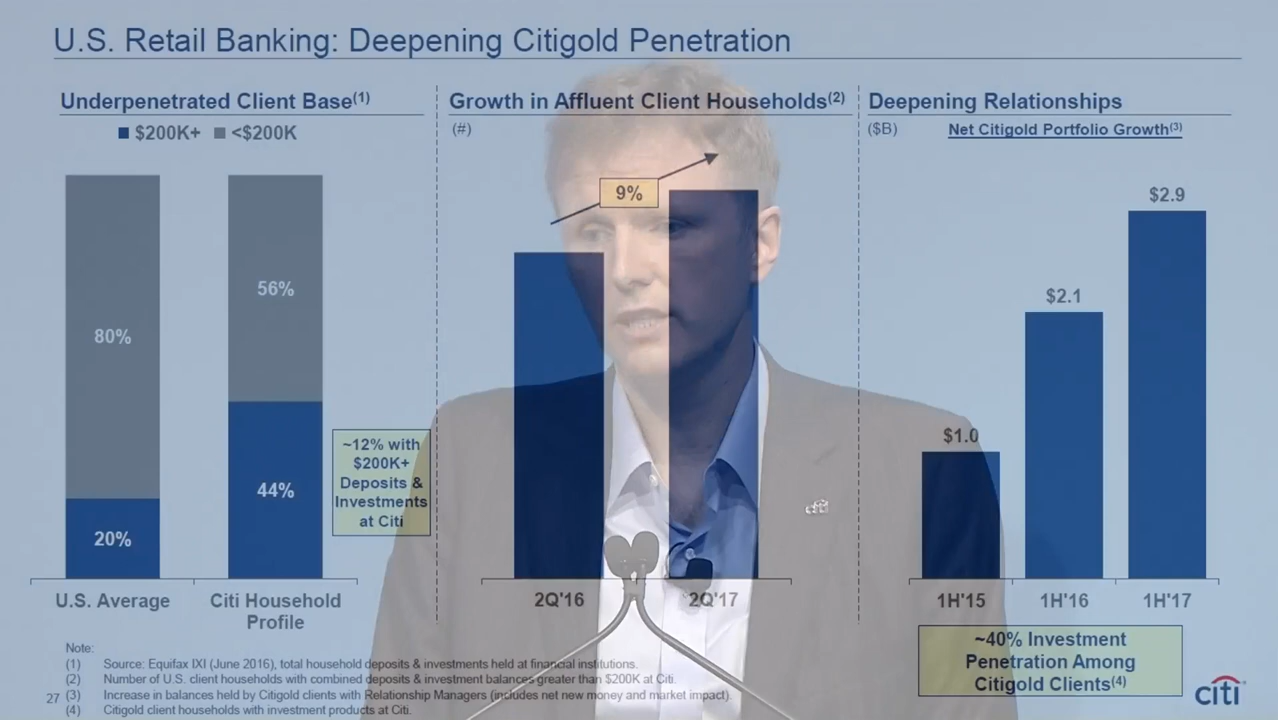 U.S. Retail Banking: Deepening Citigold Penetration
Underpenetrated Client Base(1)
$200K+ <$200K
80%
20%
56%
44%
~12% with
$200K+
Deposits &
Investments
at Citi
U.S. Average
Citi Household
Profile
Growth in Affluent Client Households(2)
(#)
9%
2Q'16
2Q'17
Deepening Relationships
($B)
Net Citigold Portfolio Growth(3)
$1.0
$2.1
$2.9
1H'15
1H'16
1H'17
~40% Investment
Penetration Among
Citigold Clients(4)
Note:
(1) Source: Equifax IXI (June 2016), total household deposits & investments held at financial institutions.
(2) Number of U.S. client households with combined deposits & investment balances greater than $200K at Citi.
(3) Increase in balances held by Citigold clients with Relationship Managers (includes net new money and market impact).
(4) Citigold client households with investment products at Citi.
27
citi
citi